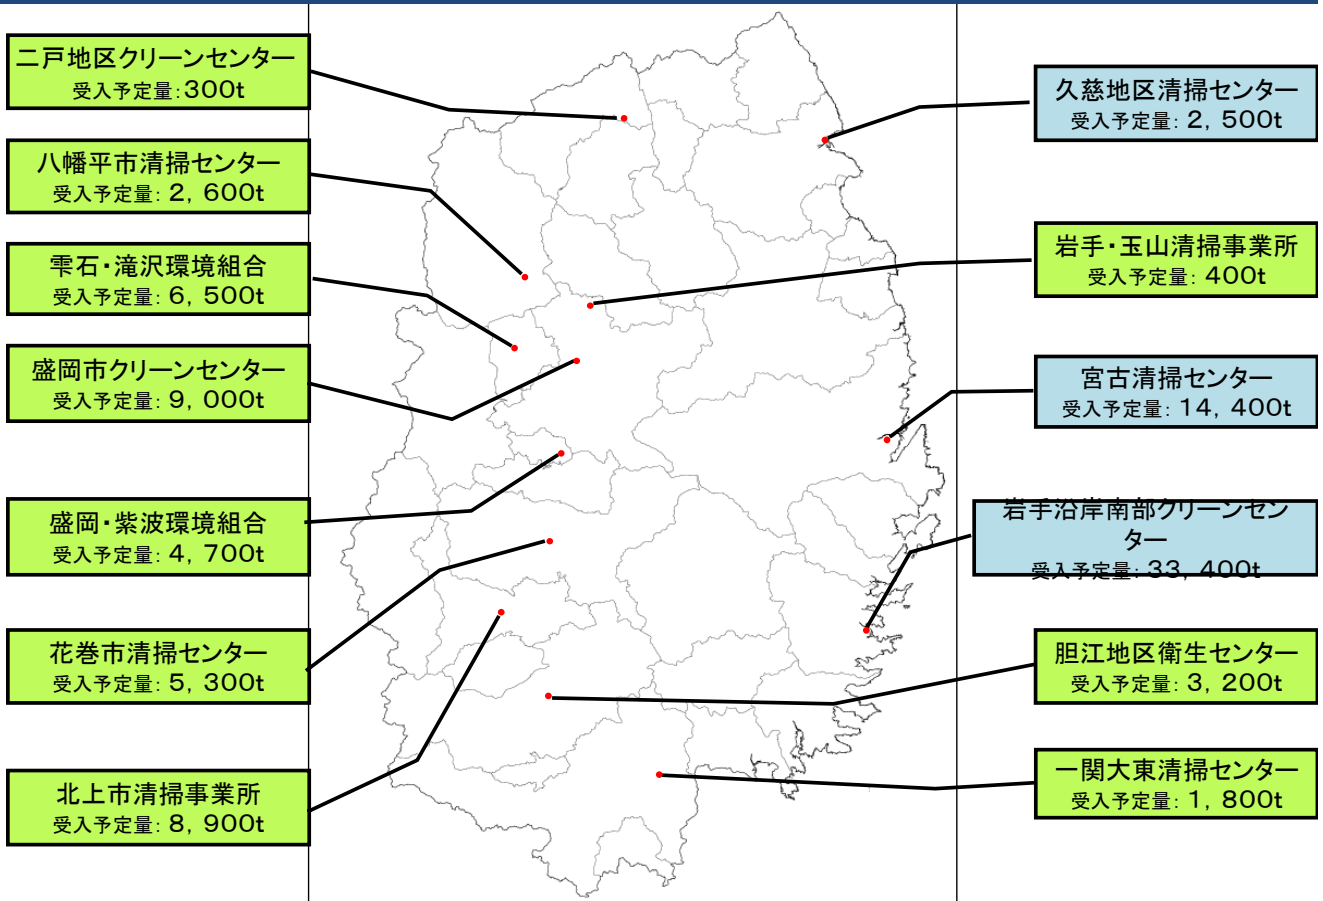 二戸地区クリーンセンター
受入予定量：300t
八幡平市清掃センター
受入予定量：2，600t
雫石・滝沢環境組合
受入予定量：6，500t
盛岡市クリーンセンター
受入予定量：9，000t
盛岡・紫波環境組合
受入予定量：4，700t
花巻市清掃センター
受入予定量：5，300t
北上市清掃事業所
受入予定量：8，900t
久慈地区清掃センター
受入予定量：2，500t
岩手・玉山清掃事業所
受入予定量：400t
宮古清掃センター
受入予定量：14，400t
岩手沿岸南部クリーンセン
ター
受入予定量：33，400t
胆江地区衛生センター
受入予定量：3，200t
一関大東清掃センター
受入予定量：1，800t